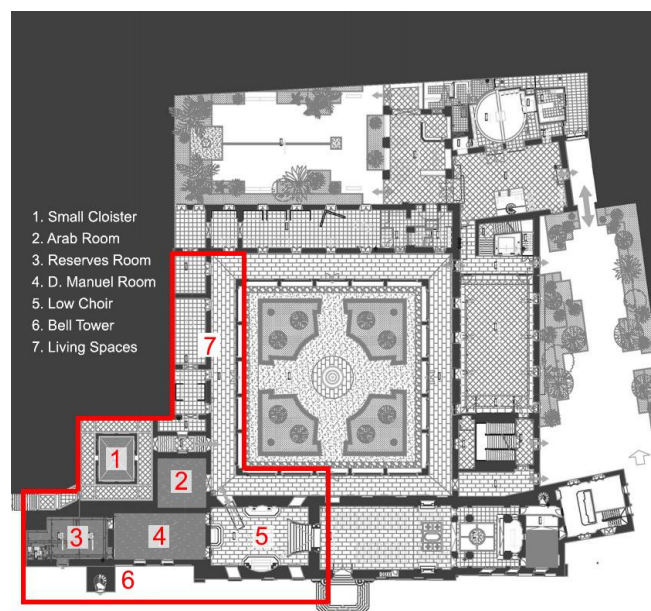 1. Small Cloister
2. Arab Room
3. Reserves Room
4. D. Manuel Room
5. Low Choir
6. Bell Tower
7. Living Spaces
7
1
2
3
4
5
6